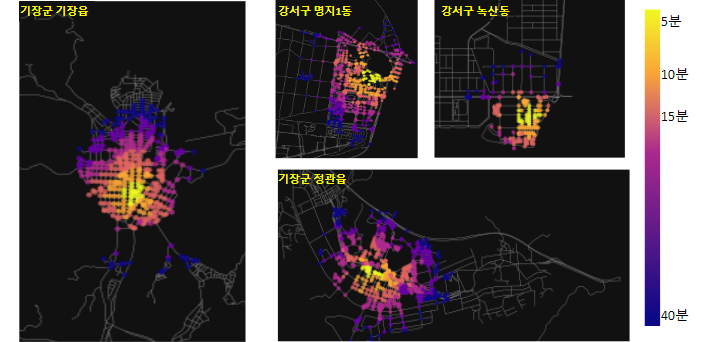 기장군 기장읍
강서구 명지1동
강서구 녹산동
기장군 정관읍
5분
10분
15분
40분